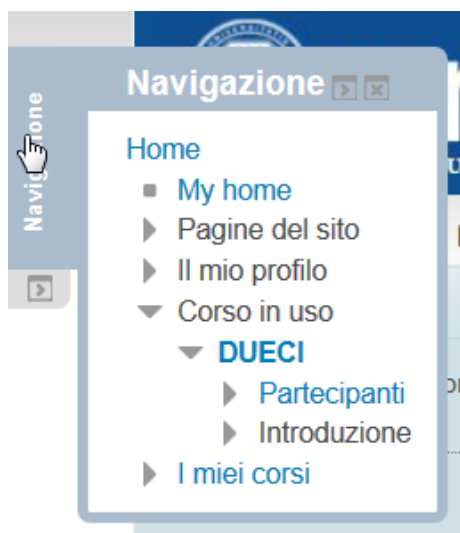 Navigazione
Navigazione
Home
My home
Pagine del sito
Il mio profilo
Corso in uso
DUECI
Partecipanti
Introduzione
I miei corsi